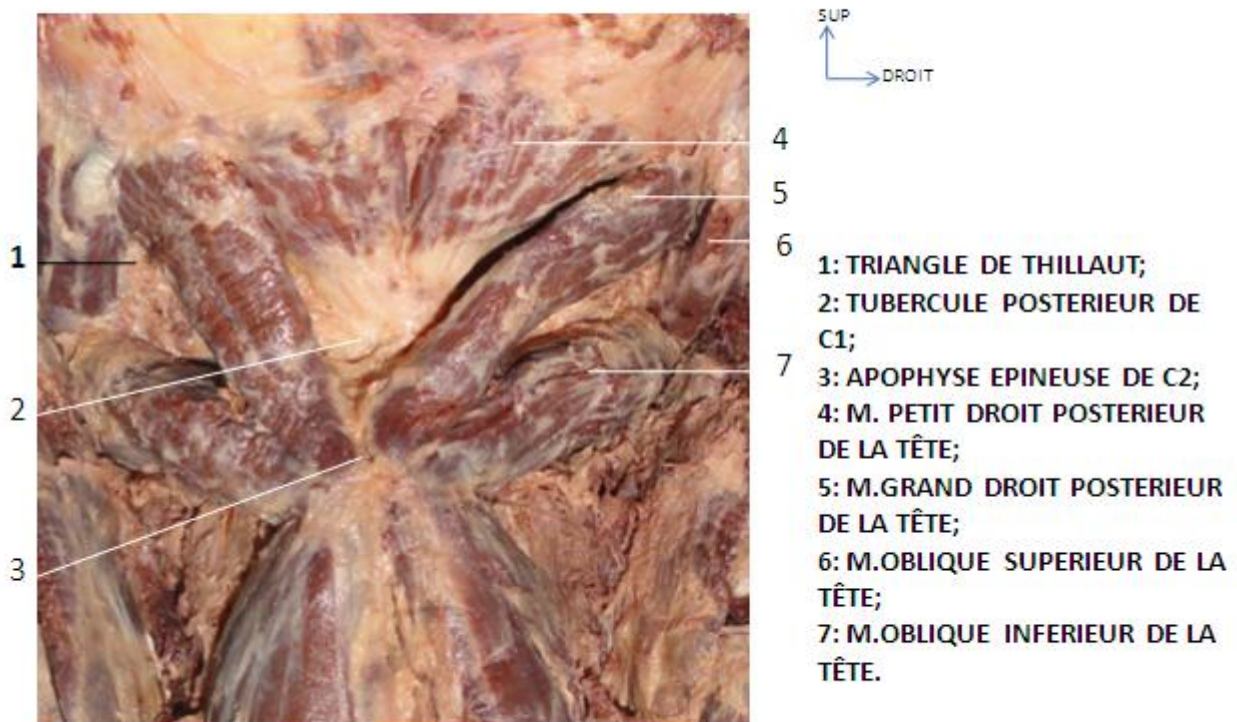 SUP
DROIT
4
5
6
1
7
2
3
1: TRIANGLE DE THILLAUT;
2: TUBERCULE POSTERIEUR DE
C1;
3: APOPHYSE EPINEUSE DE C2;
4: M. PETIT DROIT POSTERIEUR
DE LA TÊTE;
5: M.GRAND DROIT POSTERIEUR
DE LA TÊTE;
6: M.OBLIQUE SUPERIEUR DE LA
TÊTE;
7: M.OBLIQUE INFERIEUR DE LA
TÊTE.